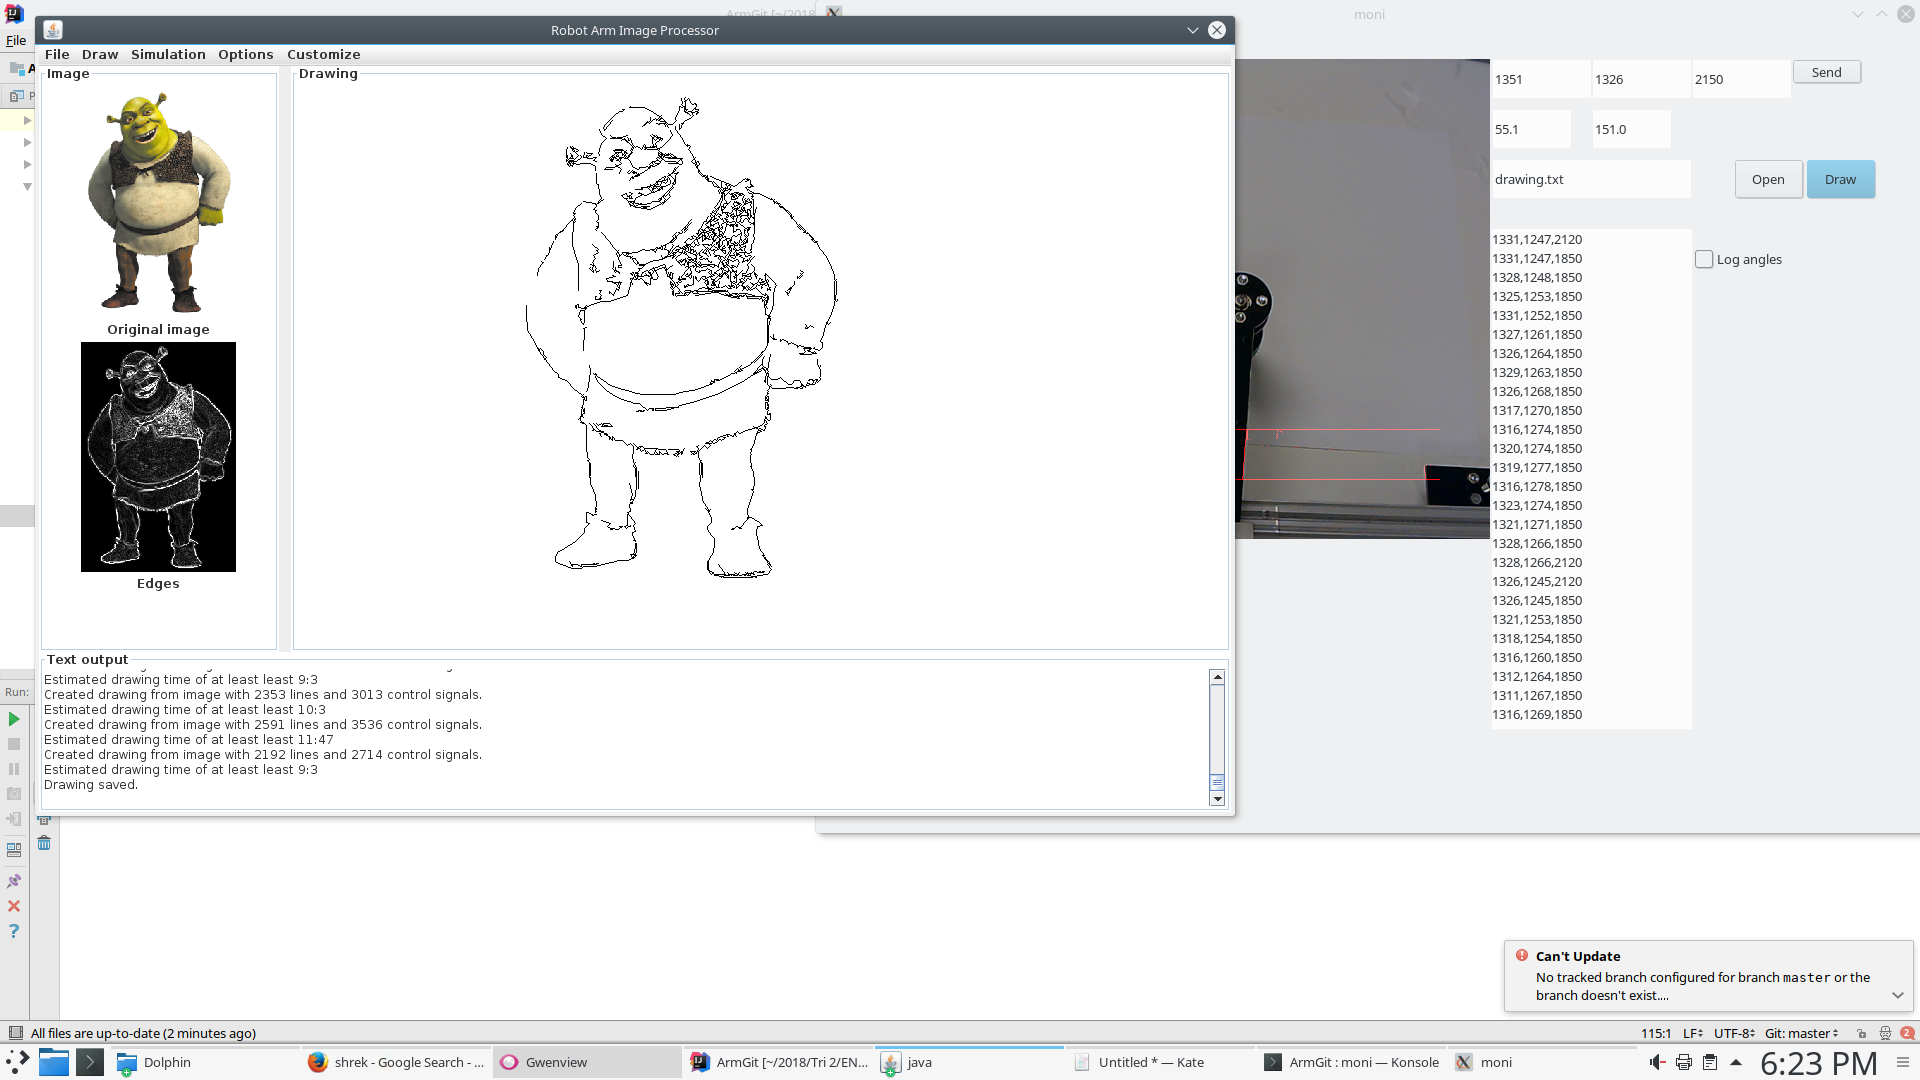 ArmGit [~/2018
moni
Robot Arm Image Processor
File
File Draw Simulation Options Customize
Image
Drawing
Original image
Edges
Text output
Estimated drawing time of at least least 9:3
Created drawing from image with 2353 lines and 3013 control signals.
Estimated drawing time of at least least 10:3
Created drawing from image with 2591 lines and 3536 control signals.
Estimated drawing time of at least least 11:47
Created drawing from image with 2192 lines and 2714 control signals.
Estimated drawing time of at least least 9:3
Drawing saved.
1351 1326 2150 Send
55.1 151.0
drawing.txt Open Draw
Log angles
1331,1247,2120
1331,1247,1850
1328,1248,1850
1325,1253,1850
1331,1252,1850
1327,1261,1850
1326,1264,1850
1329,1263,1850
1326,1268,1850
1317,1270,1850
1316,1274,1850
1320,1274,1850
1319,1277,1850
1316,1278,1850
1323,1274,1850
1321,1271,1850
1328,1266,1850
1328,1266,2120
1326,1245,2120
1326,1245,1850
1321,1253,1850
1318,1254,1850
1316,1260,1850
1312,1264,1850
1311,1267,1850
1316,1269,1850
Run:
Can't Update
No tracked branch configured for branch master or the
branch doesn't exist....
All files are up-to-date (2 minutes ago)
115:1 LF UTF-8 Git: master 2
Dolphin
shrek - Google Search - ...
Gwenview
ArmGit [~/2018/Tri 2/EN...
java
Untitled * — Kate
ArmGit : moni — Konsole
moni
6:23 PM